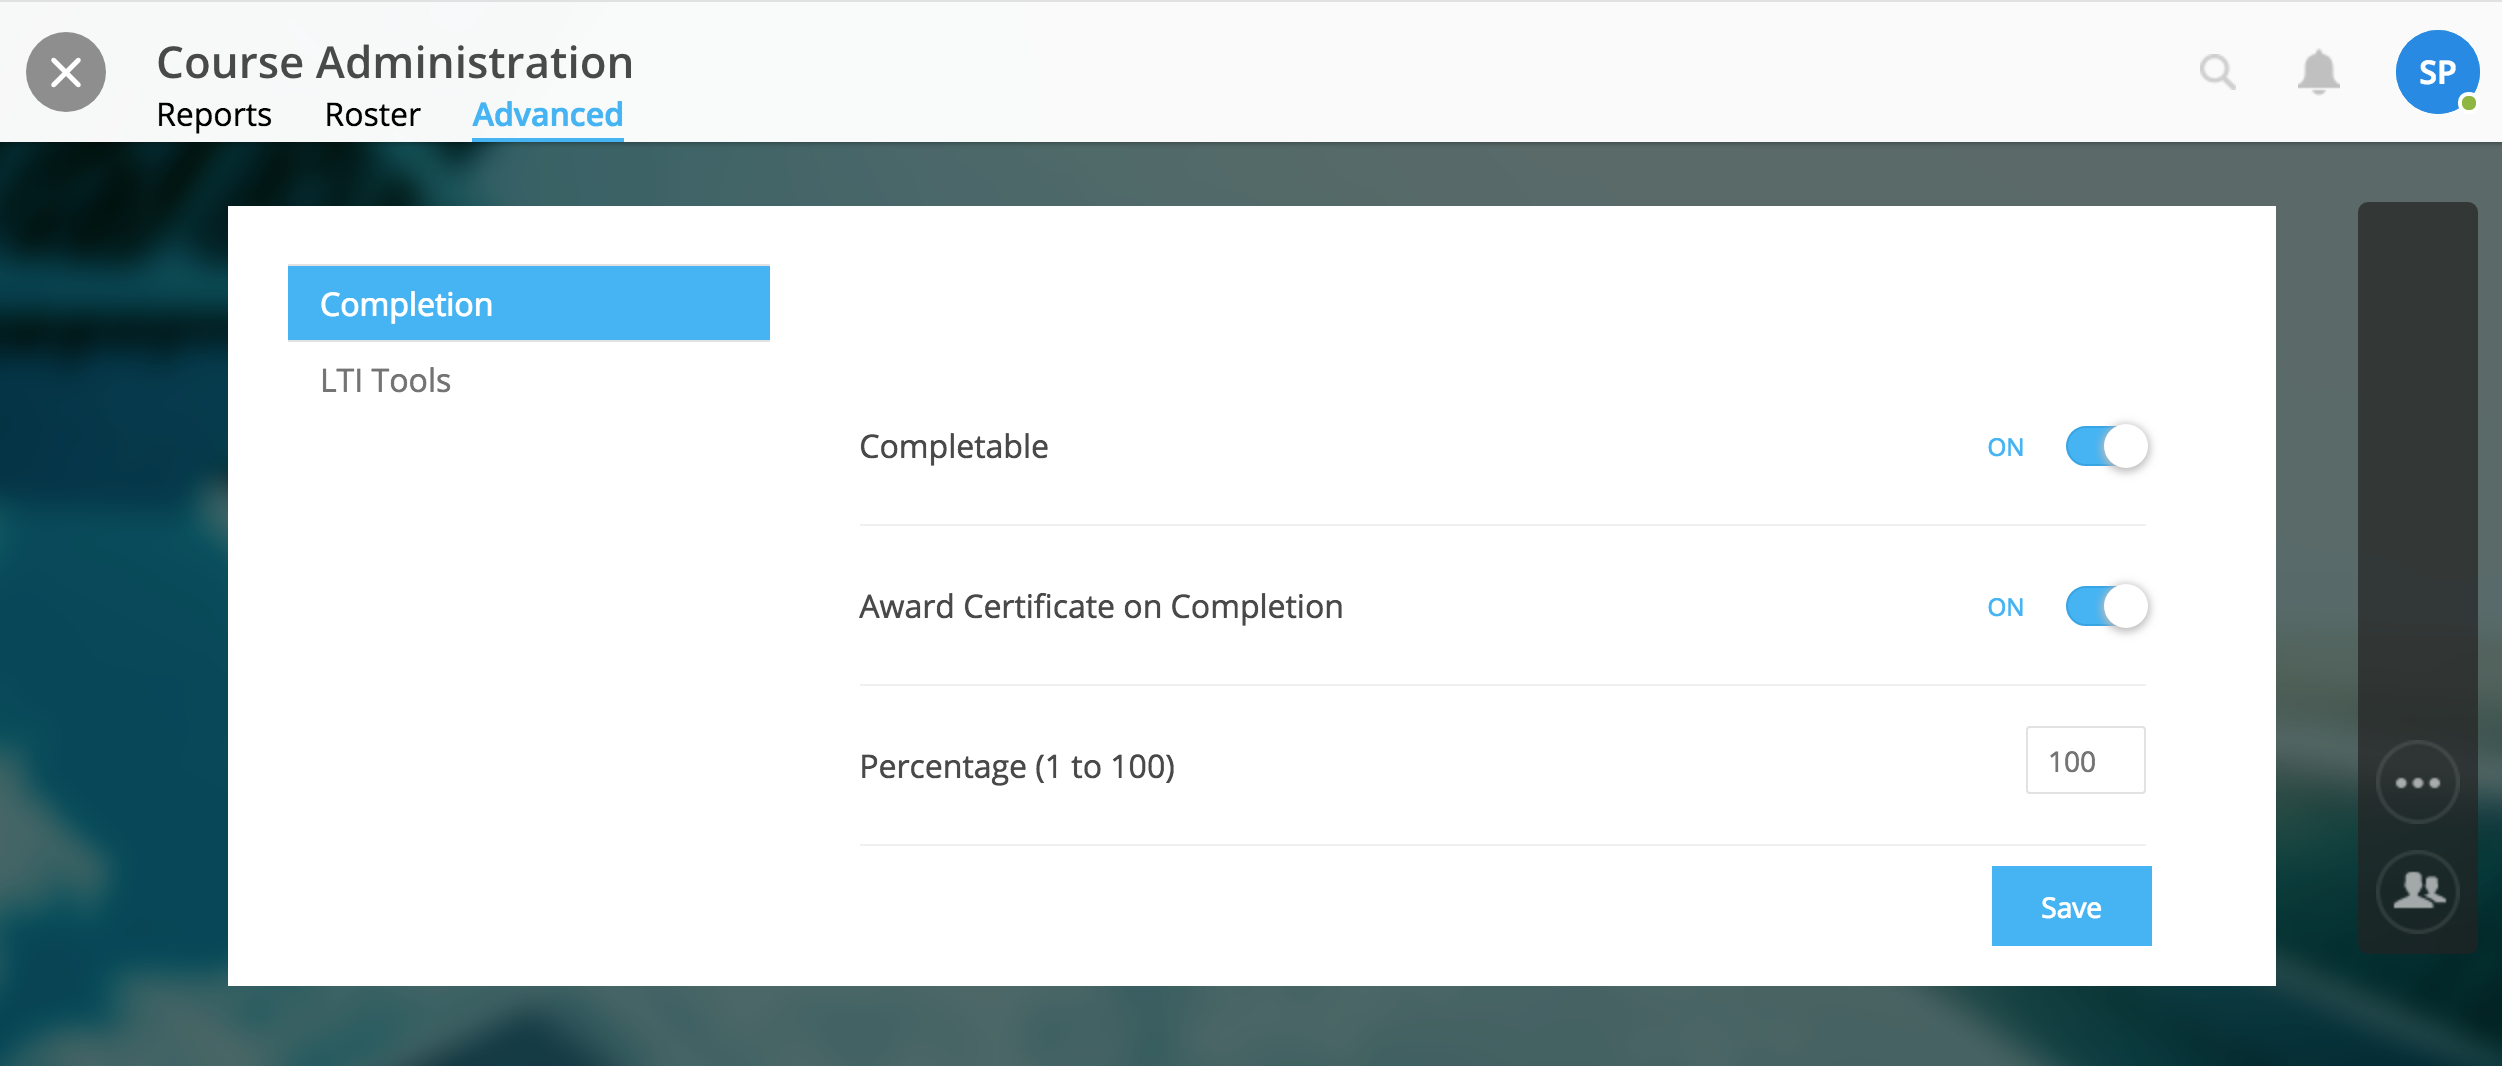 Course Administration
Reports Roster Advanced
SP
Completion
LTI Tools
Completable ON
Award Certificate on Completion ON
Percentage (1 to 100) 100
Save